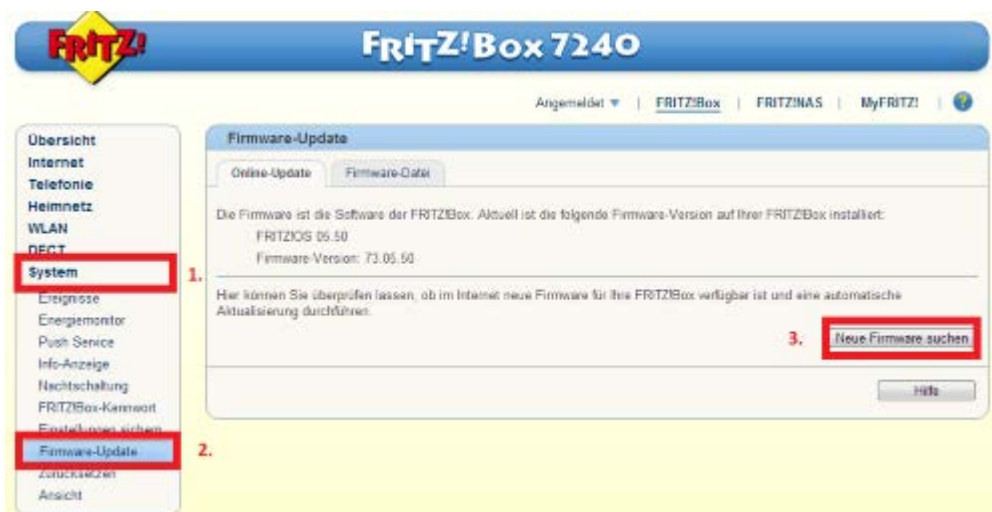 FRITZ!
FRITZ!Box 7240
Angemeldet | FRITZ!Box | FRITZ!NAS | MyFRITZ! | ?
Übersicht
Internet
Telefonie
Heimnetz
WLAN
DECT
System
1.
Ereignisse
Energiemonitor
Push Service
Info-Anzeige
Nachtschaltung
FRITZ!Box-Kennwort
Einstellungen sichern
Firmware-Update
2.
Zurücksetzen
Ansicht
Firmware-Update
Online-Update
Firmware-Datei
Die Firmware ist die Software der FRITZ!Box. Aktuell ist die folgende Firmware-Version auf Ihrer FRITZ!Box installiert:
FRITZ!OS 05.50
Firmware-Version: 73.05.50
Hier können Sie überprüfen lassen, ob im Internet neue Firmware für Ihre FRITZ!Box verfügbar ist und eine automatische
Aktualisierung durchführen.
3.
Neue Firmware suchen
Hilfe